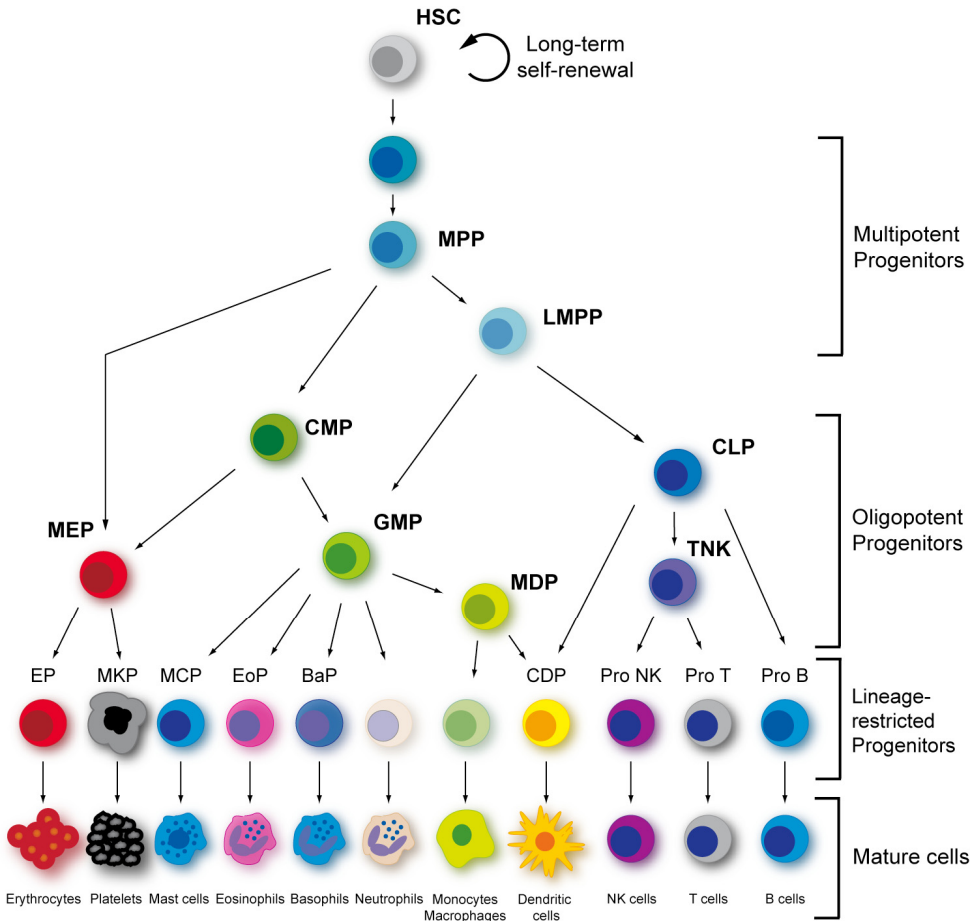 HSC
Long-term
self-renewal
MPP
Multipotent
Progenitors
LMPP
CMP
CLP
MEP
GMP
TNK
Oligopotent
Progenitors
MDP
EP
MKP
MCP
EoP
BaP
CDP
Pro NK
Pro T
Pro B
Lineage-
restricted
Progenitors
Mature cells
Erythrocytes
Platelets
Mast cells
Eosinophils
Basophils
Neutrophils
Monocytes
Macrophages
Dendritic
cells
NK cells
T cells
B cells